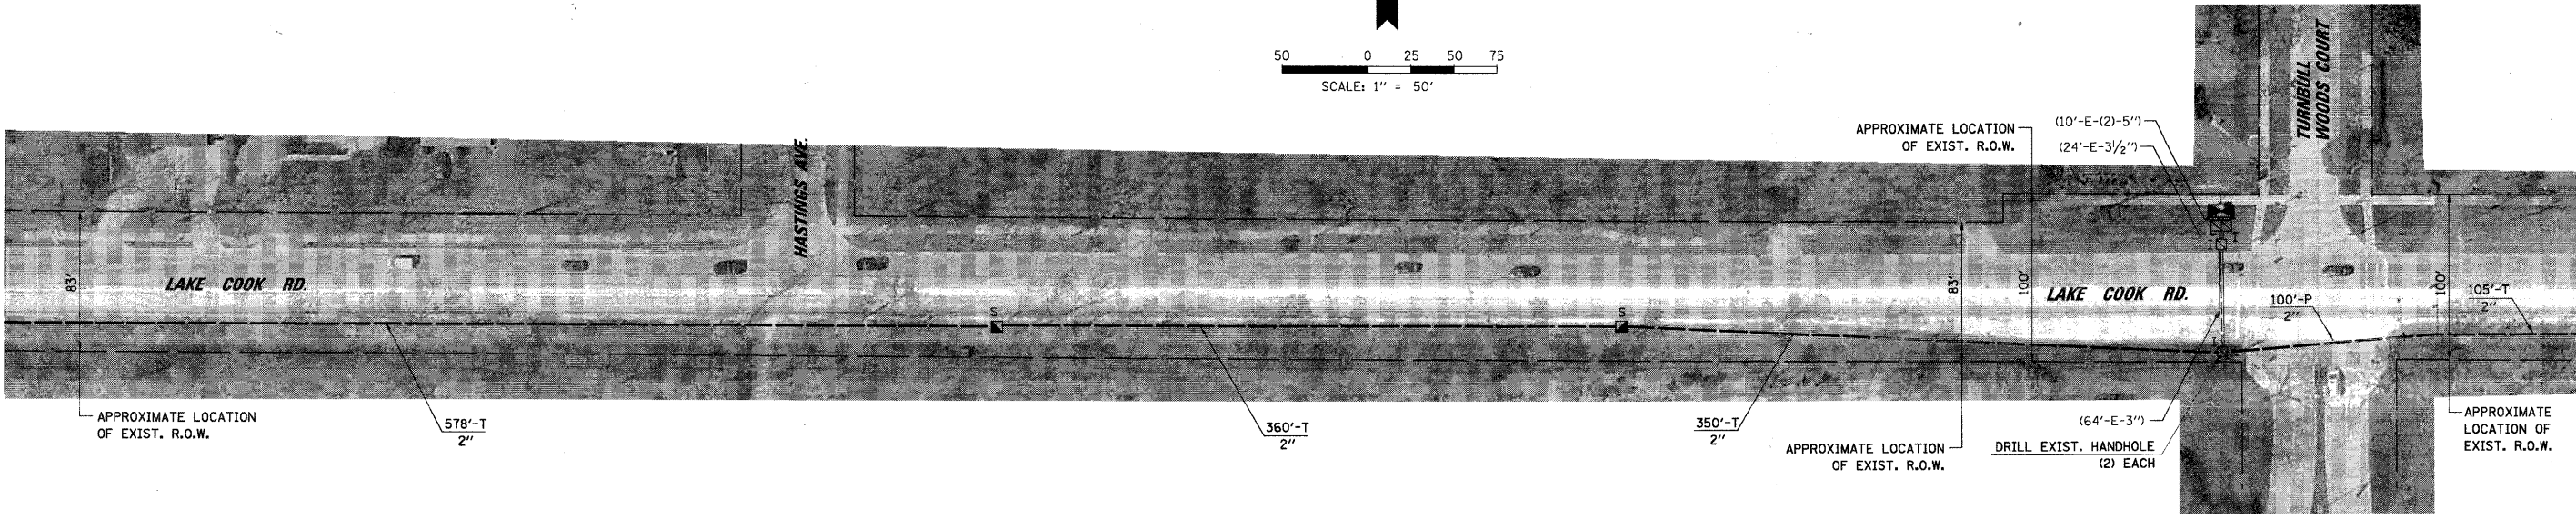 50 0 25 50 75
SCALE: 1" = 50'
TURNBULL
WOODS COURT
HASTINGS AVE.
APPROXIMATE LOCATION
OF EXIST. R.O.W.
(10'-E-(2)-5")
(24'-E-3½")
83'
LAKE COOK RD.
S
S
83'
100'
LAKE COOK RD.
I
I
100'-P
2"
100'
105'-T
2"
APPROXIMATE LOCATION
OF EXIST. R.O.W.
578'-T
2"
360'-T
2"
350'-T
2"
APPROXIMATE LOCATION
OF EXIST. R.O.W.
(64'-E-3")
DRILL EXIST. HANDHOLE
(2) EACH
APPROXIMATE
LOCATION OF
EXIST. R.O.W.